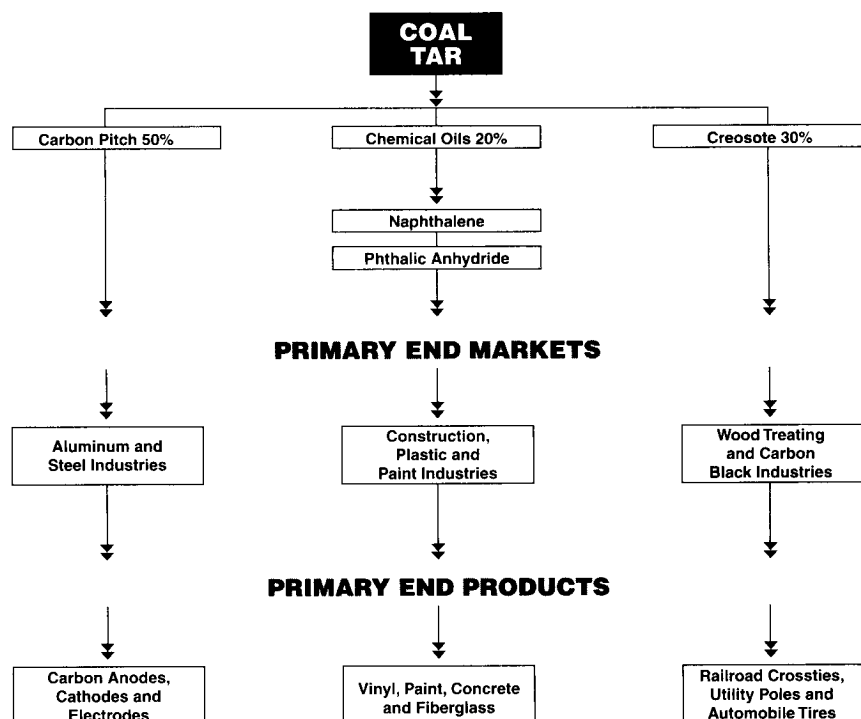 COAL
TAR
Carbon Pitch 50%
Chemical Oils 20%
Creosote 30%
Naphthalene
Phthalic Anhydride
PRIMARY END MARKETS
Aluminum and
Steel Industries
Construction,
Plastic and
Paint Industries
Wood Treating
and Carbon
Black Industries
PRIMARY END PRODUCTS
Carbon Anodes,
Cathodes and
Electrodes
Vinyl, Paint, Concrete
and Fiberglass
Railroad Crossties,
Utility Poles and
Automobile Tires